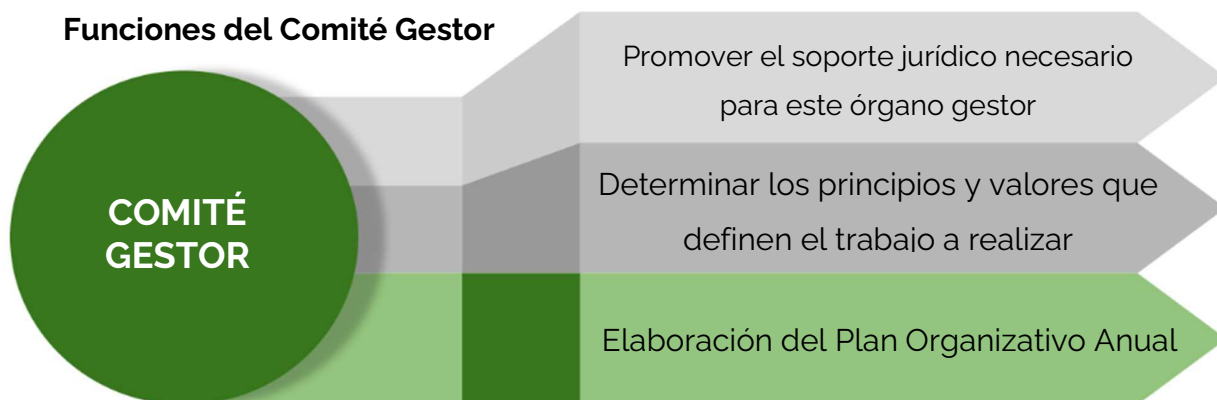 Funciones del Comité Gestor
COMITÉ
GESTOR
Promover el soporte jurídico necesario
para este órgano gestor
Determinar los principios y valores que
definen el trabajo a realizar
Elaboración del Plan Organizativo Anual